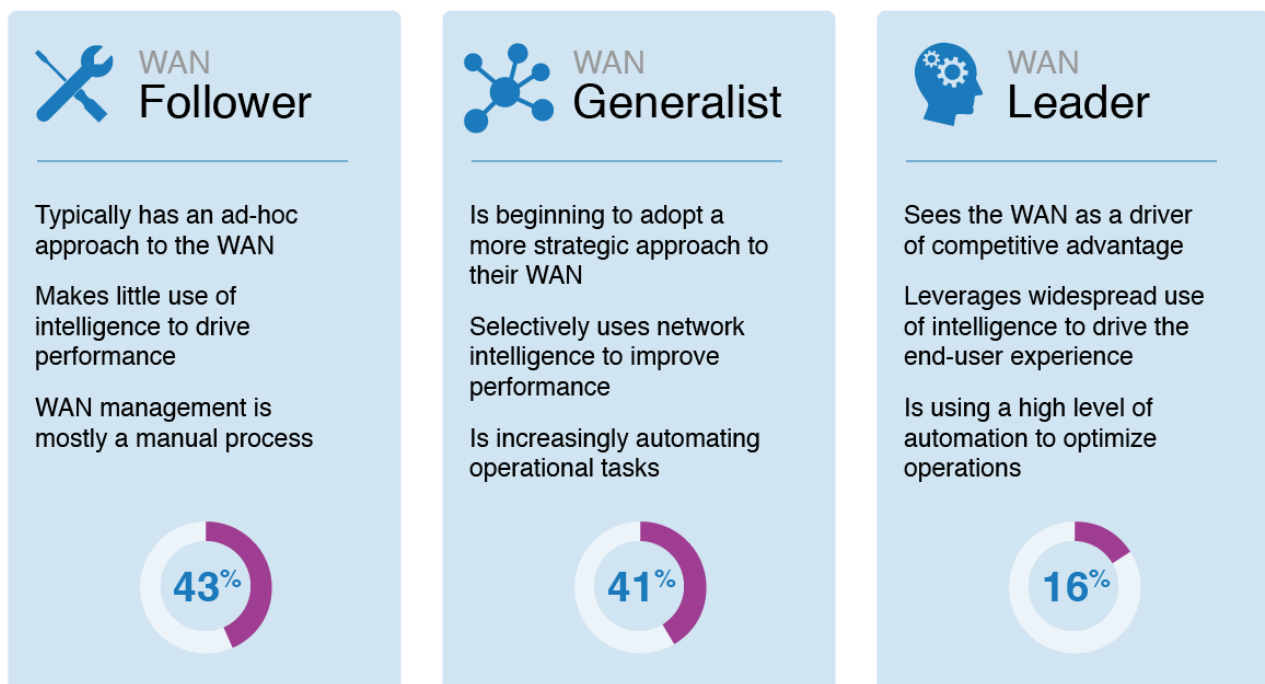 WAN
Follower
Typically has an ad-hoc
approach to the WAN
Makes little use of
intelligence to drive
performance
WAN management is
mostly a manual process
43%
WAN
Generalist
Is beginning to adopt a
more strategic approach to
their WAN
Selectively uses network
intelligence to improve
performance
Is increasingly automating
operational tasks
41%
WAN
Leader
Sees the WAN as a driver
of competitive advantage
Leverages widespread use
of intelligence to drive the
end-user experience
Is using a high level of
automation to optimize
operations
16%